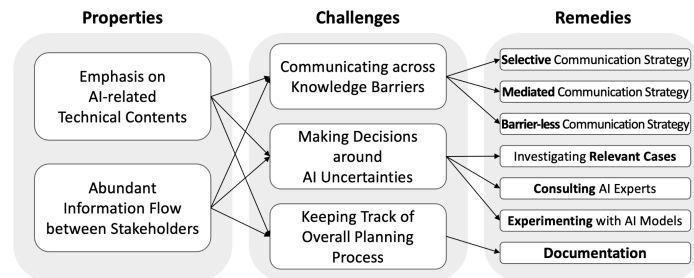 Properties
Emphasis on
AI-related
Technical Contents
Abundant
Information Flow
between Stakeholders
Challenges
Communicating across
Knowledge Barriers
Making Decisions
around
AI Uncertainties
Keeping Track of
Overall Planning
Process
Remedies
Selective Communication Strategy
Mediated Communication Strategy
Barrier-less Communication Strategy
Investigating Relevant Cases
Consulting AI Experts
Experimenting with AI Models
Documentation